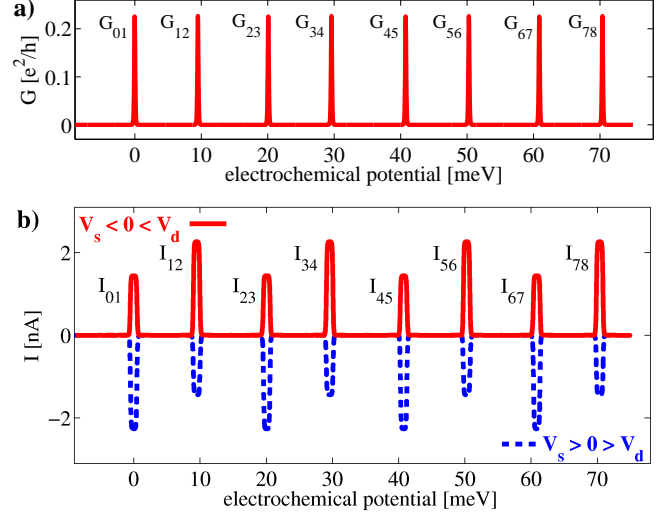 a)
G₀₁ G₁₂ G₂₃ G₃₄ G₄₅ G₅₆ G₆₇ G₇₈
G [e²/h]
0.2
0.1
0
0 10 20 30 40 50 60 70
electrochemical potential [meV]
b)
Vₛ < 0 < V_d
I₀₁ I₁₂ I₂₃ I₃₄ I₄₅ I₅₆ I₆₇ I₇₈
I [nA]
2
0
−2
Vₛ > 0 > V_d
0 10 20 30 40 50 60 70
electrochemical potential [meV]